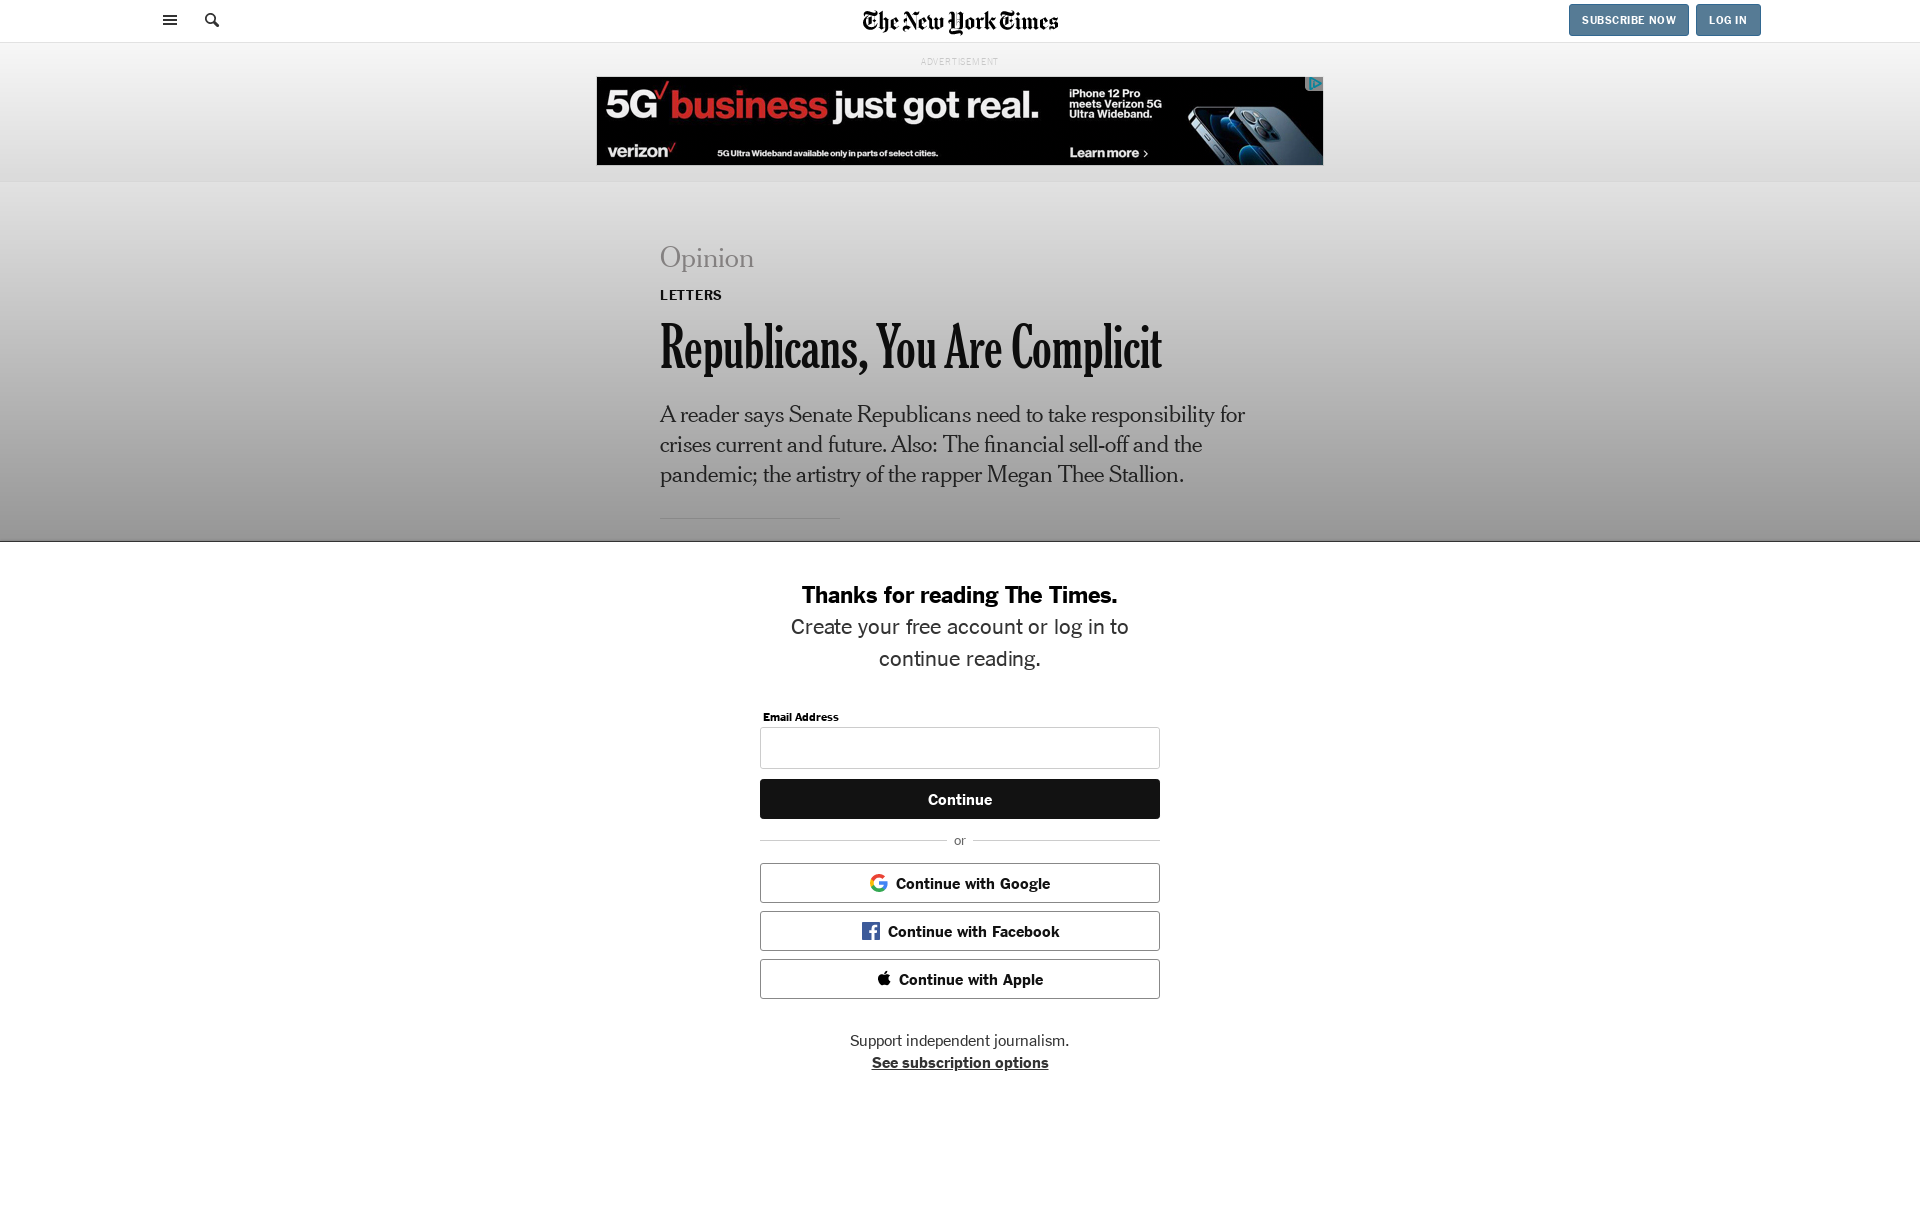 The New York Times
SUBSCRIBE NOW
LOG IN
ADVERTISEMENT
5G business just got real.
iPhone 12 Pro
meets Verizon 5G
Ultra Wideband.
verizon
5G Ultra Wideband available only in parts of select cities.
Learn more >
Opinion
LETTERS
Republicans, You Are Complicit
A reader says Senate Republicans need to take responsibility for
crises current and future. Also: The financial sell-off and the
pandemic; the artistry of the rapper Megan Thee Stallion.
Thanks for reading The Times.
Create your free account or log in to
continue reading.
Email Address
Continue
or
Continue with Google
Continue with Facebook
Continue with Apple
Support independent journalism.
See subscription options